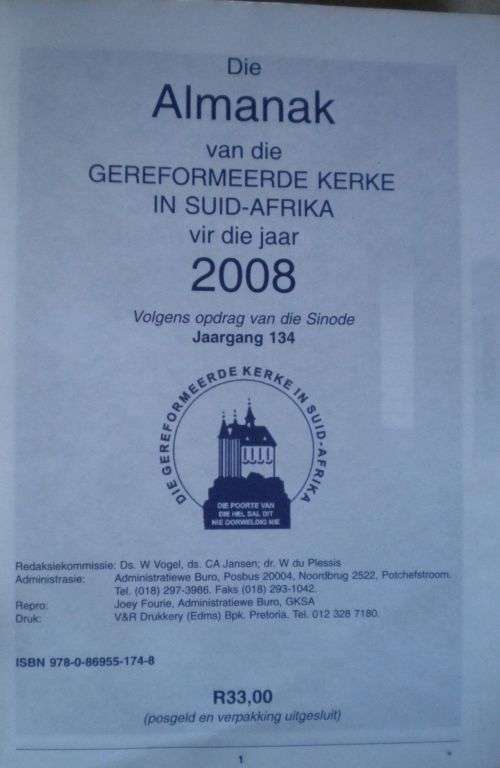 Die
Almanak
van die
GEREFORMEERDE KERKE
IN SUID-AFRIKA
vir die jaar
2008
Volgens opdrag van die Sinode
Jaargang 134
DIE GEREFORMEERDE KERKE IN SUID-AFRIKA
DIE POORTE VAN
DIE HEL SAL DIT
NIE OORWELDIG NIE
Redaksiekommissie: Ds. W Vogel, ds. CA Jansen; dr. W du Plessis
Administrasie: Administratiewe Buro, Posbus 20004, Noordbrug 2522, Potchefstroom.
Tel. (018) 297-3986. Faks (018) 293-1042.
Repro: Joey Fourie, Administratiewe Buro, GKSA
Druk: V&R Drukkery (Edms) Bpk. Pretoria. Tel. 012 328 7180.
ISBN 978-0-86955-174-8
R33,00
(posgeld en verpakking uitgesluit)
1